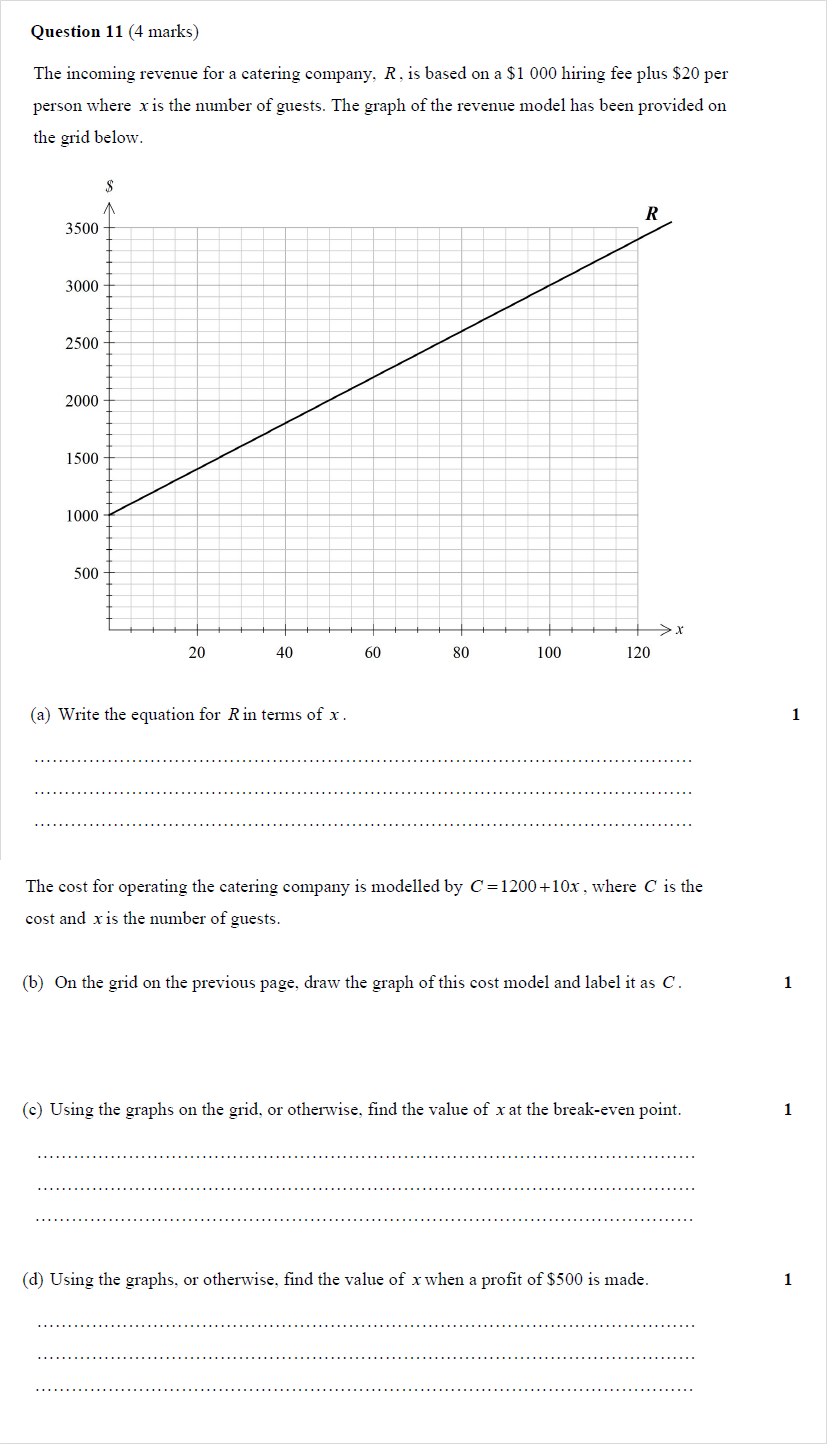 Question 11 (4 marks)
The incoming revenue for a catering company, R, is based on a $1 000 hiring fee plus $20 per
person where x is the number of guests. The graph of the revenue model has been provided on
the grid below.
$
R
3500
3000
2500
2000
1500
1000
500
x
20 40 60 80 100 120
(a) Write the equation for R in terms of x. 1
The cost for operating the catering company is modelled by C=1200+10x, where C is the
cost and x is the number of guests.
(b) On the grid on the previous page, draw the graph of this cost model and label it as C. 1
(c) Using the graphs on the grid, or otherwise, find the value of x at the break-even point. 1
(d) Using the graphs, or otherwise, find the value of x when a profit of $500 is made. 1